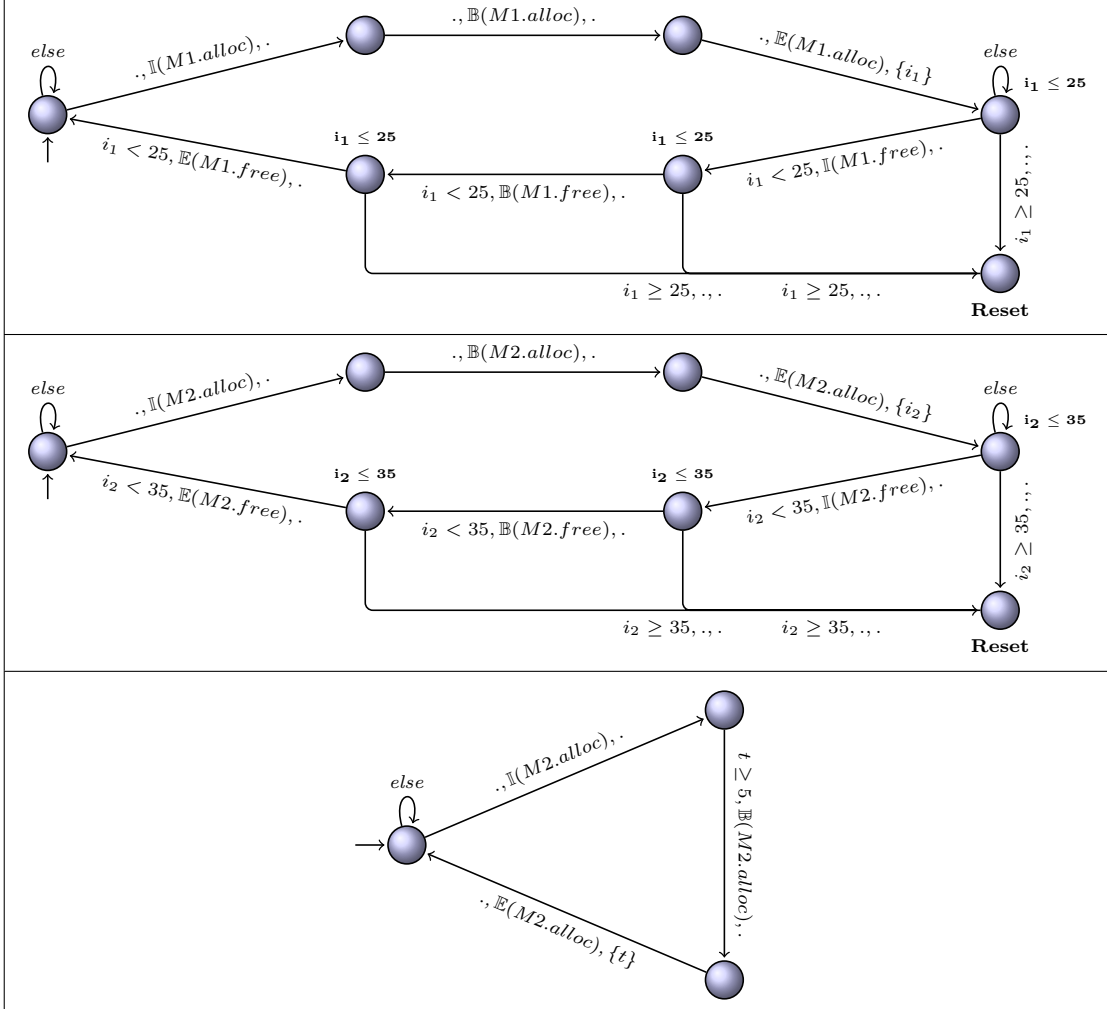 ., 𝔹(M1.alloc), .
., 𝕀(M1.alloc), .
., 𝔼(M1.alloc), {i₁}
else
else
i₁ ≤ 25
i₁ ≤ 25
i₁ ≤ 25
i₁ < 25, 𝔼(M1.free), .
i₁ < 25, 𝔹(M1.free), .
i₁ < 25, 𝕀(M1.free), .
i₁ ≥ 25, ., .
i₁ ≥ 25, ., .
i₁ ≥ 25, ., .
Reset
., 𝔹(M2.alloc), .
., 𝕀(M2.alloc), .
., 𝔼(M2.alloc), {i₂}
else
else
i₂ ≤ 35
i₂ ≤ 35
i₂ ≤ 35
i₂ < 35, 𝔼(M2.free), .
i₂ < 35, 𝔹(M2.free), .
i₂ < 35, 𝕀(M2.free), .
i₂ ≥ 35, ., .
i₂ ≥ 35, ., .
i₂ ≥ 35, ., .
Reset
., 𝕀(M2.alloc), .
else
t ≥ 5, 𝔹(M2.alloc), .
., 𝔼(M2.alloc), {t}